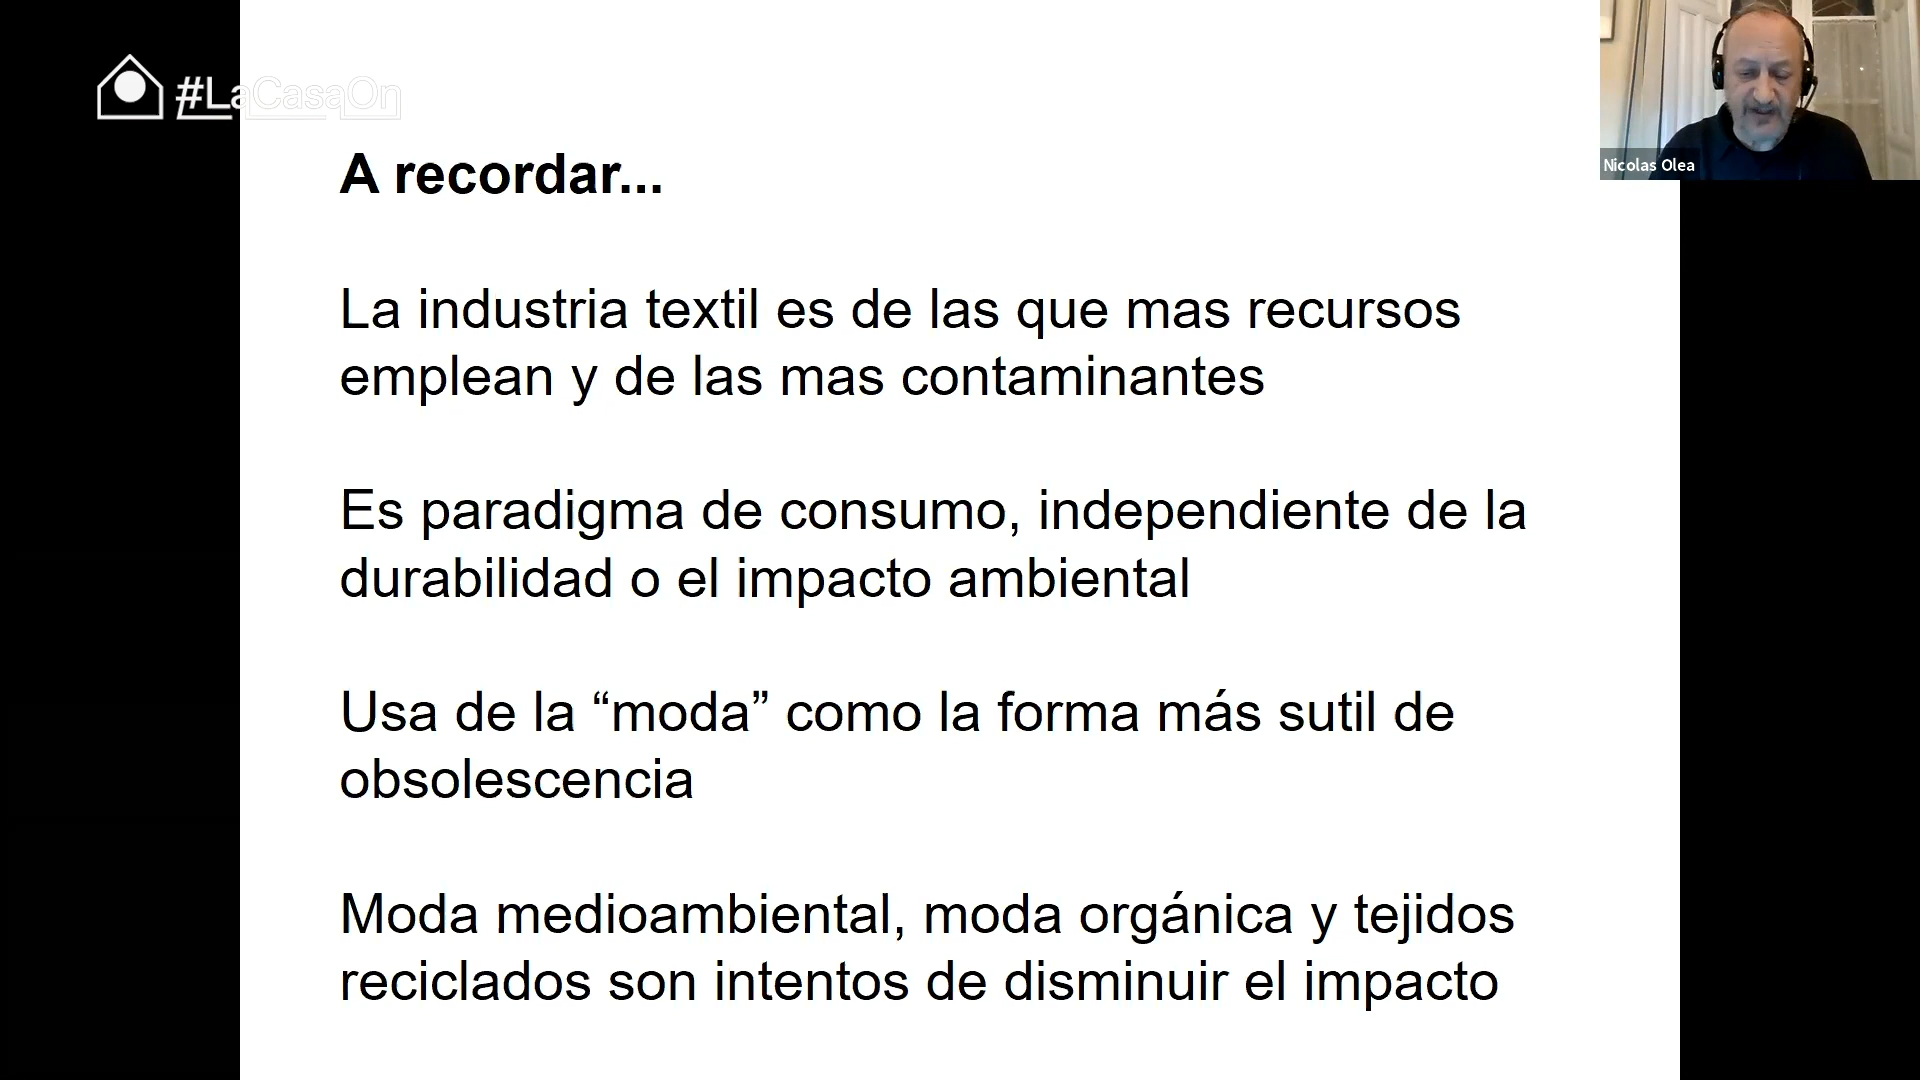 #LaCasaOn
Nicolas Olea
A recordar...
La industria textil es de las que mas recursos
emplean y de las mas contaminantes
Es paradigma de consumo, independiente de la
durabilidad o el impacto ambiental
Usa de la “moda” como la forma más sutil de
obsolescencia
Moda medioambiental, moda orgánica y tejidos
reciclados son intentos de disminuir el impacto